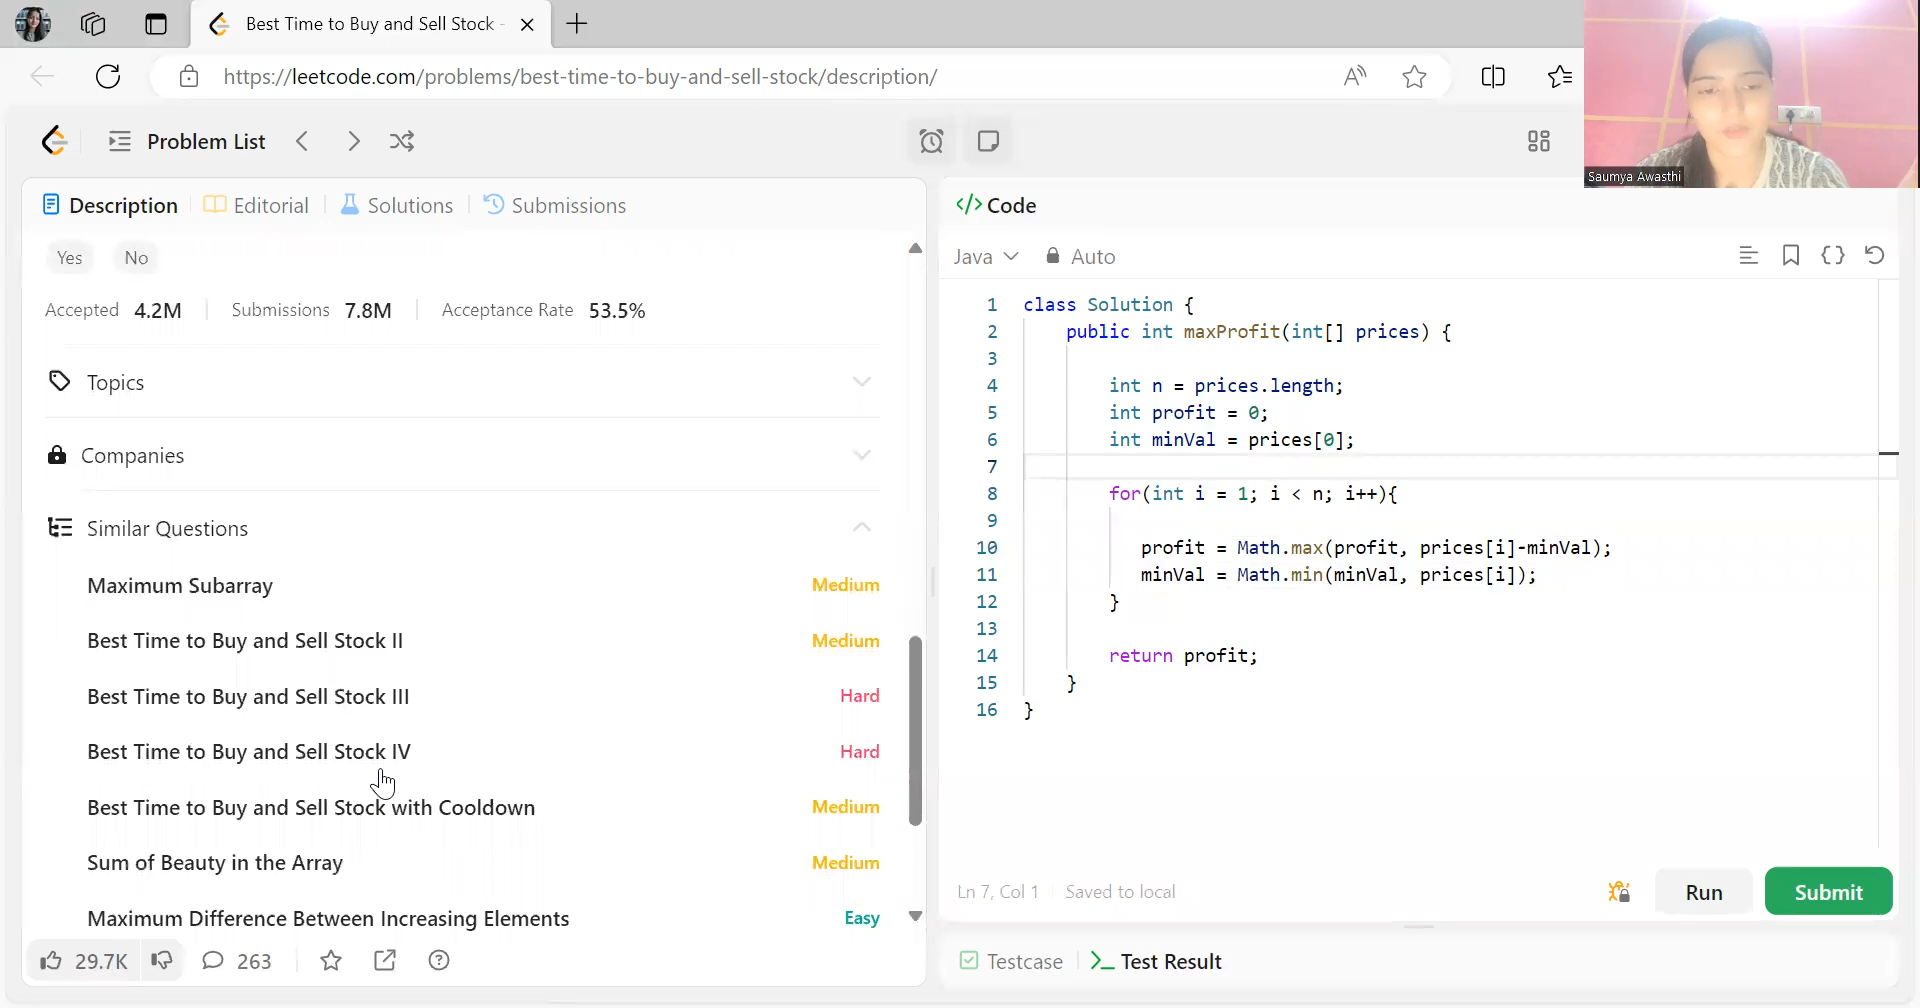 Best Time to Buy and Sell Stock -
https://leetcode.com/problems/best-time-to-buy-and-sell-stock/description/
Saumya Awasthi
Problem List
Description
Editorial
Solutions
Submissions
Yes
No
Accepted 4.2M
Submissions 7.8M
Acceptance Rate 53.5%
Topics
Companies
Similar Questions
Maximum Subarray Medium
Best Time to Buy and Sell Stock II Medium
Best Time to Buy and Sell Stock III Hard
Best Time to Buy and Sell Stock IV Hard
Best Time to Buy and Sell Stock with Cooldown Medium
Sum of Beauty in the Array Medium
Maximum Difference Between Increasing Elements Easy
29.7K
263
</> Code
Java
Auto
1 class Solution {
2 public int maxProfit(int[] prices) {
3
4 int n = prices.length;
5 int profit = 0;
6 int minVal = prices[0];
7
8 for(int i = 1; i < n; i++){
9
10 profit = Math.max(profit, prices[i]-minVal);
11 minVal = Math.min(minVal, prices[i]);
12 }
13
14 return profit;
15 }
16 }
Ln 7, Col 1
Saved to local
Run
Submit
Testcase
Test Result